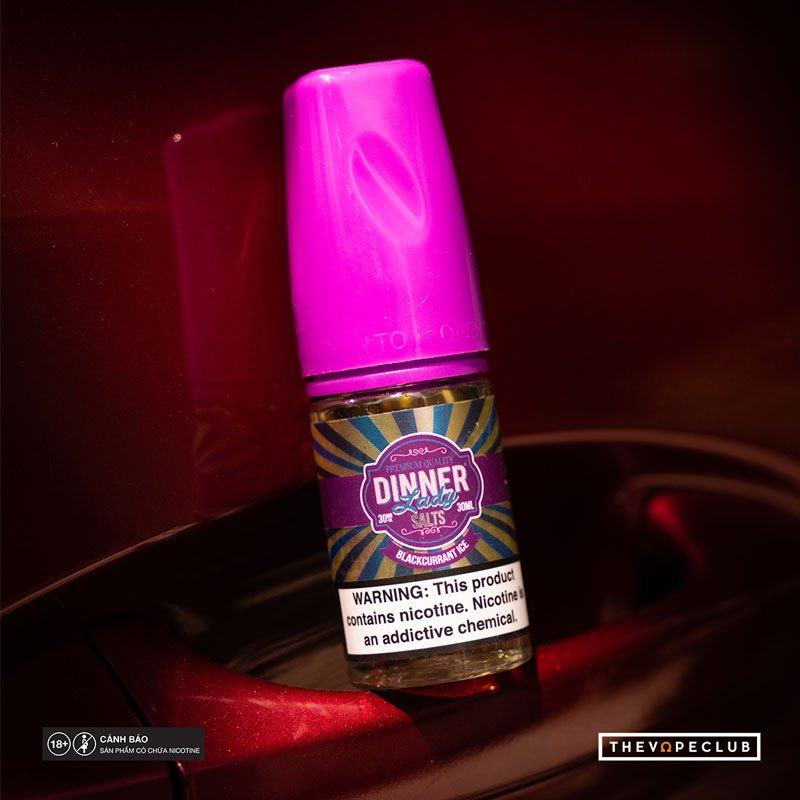 PREMIUM QUALITY
DINNER
Lady
30MG
30ML
SALTS
BLACKCURRANT ICE
WARNING: This product
contains nicotine. Nicotine is
an addictive chemical.
18+
CẢNH BÁO
SẢN PHẨM CÓ CHỨA NICOTINE
THEVAPECLUB